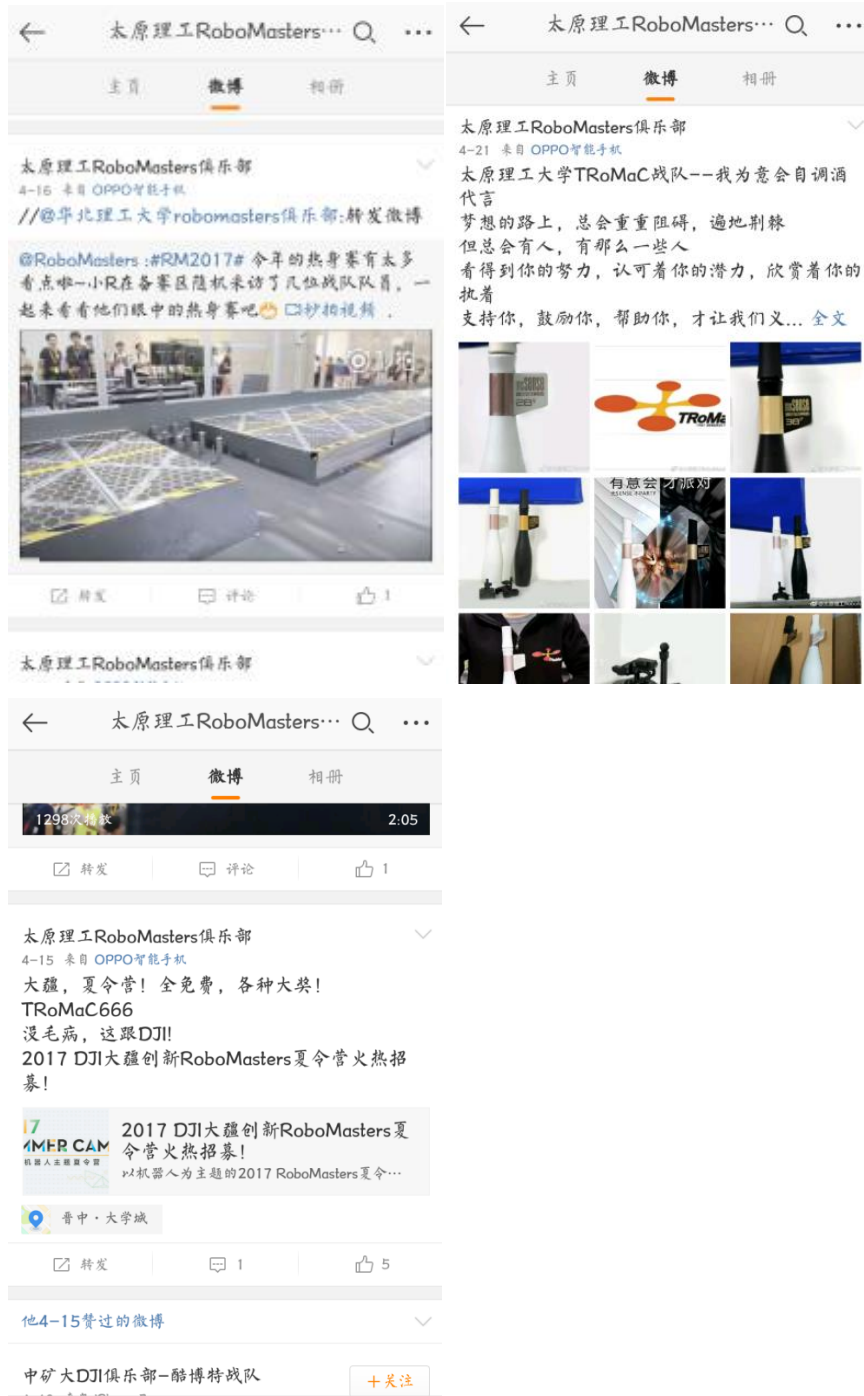 太原理工RoboMasters…
主页 微博 相册
太原理工RoboMasters俱乐部
4-16 来自 OPPO智能手机
//@华北理工大学robomasters俱乐部:转发微博
@RoboMasters :#RM2017# 今年的热身赛有太多
看点啦~小R在备赛区随机采访了几位战队队员，一
起来看看他们眼中的热身赛吧 秒拍视频 .
转发 评论 1
太原理工RoboMasters俱乐部
太原理工RoboMasters…
主页 微博 相册
太原理工RoboMasters俱乐部
4-21 来自 OPPO智能手机
太原理工大学TRoMaC战队--我为意会自调酒
代言
梦想的路上，总会重重阻碍，遍地荆棘
但总会有人，有那么一些人
看得到你的努力，认可着你的潜力，欣赏着你的
执着
支持你，鼓励你，帮助你，才让我们义... 全文
28°
TRoMa
38°
有意会 才派对
太原理工RoboMasters…
主页 微博 相册
1298次播放 2:05
转发 评论 1
太原理工RoboMasters俱乐部
4-15 来自 OPPO智能手机
大疆，夏令营！全免费，各种大奖！
TRoMaC666
没毛病，这跟DJI!
2017 DJI大疆创新RoboMasters夏令营火热招
募！
17
MMER CAM
机器人主题夏令营
2017 DJI大疆创新RoboMasters夏
令营火热招募！
以机器人为主题的2017 RoboMasters夏令…
晋中·大学城
转发 1 5
他4-15赞过的微博
中矿大DJI俱乐部-酷博特战队
+关注